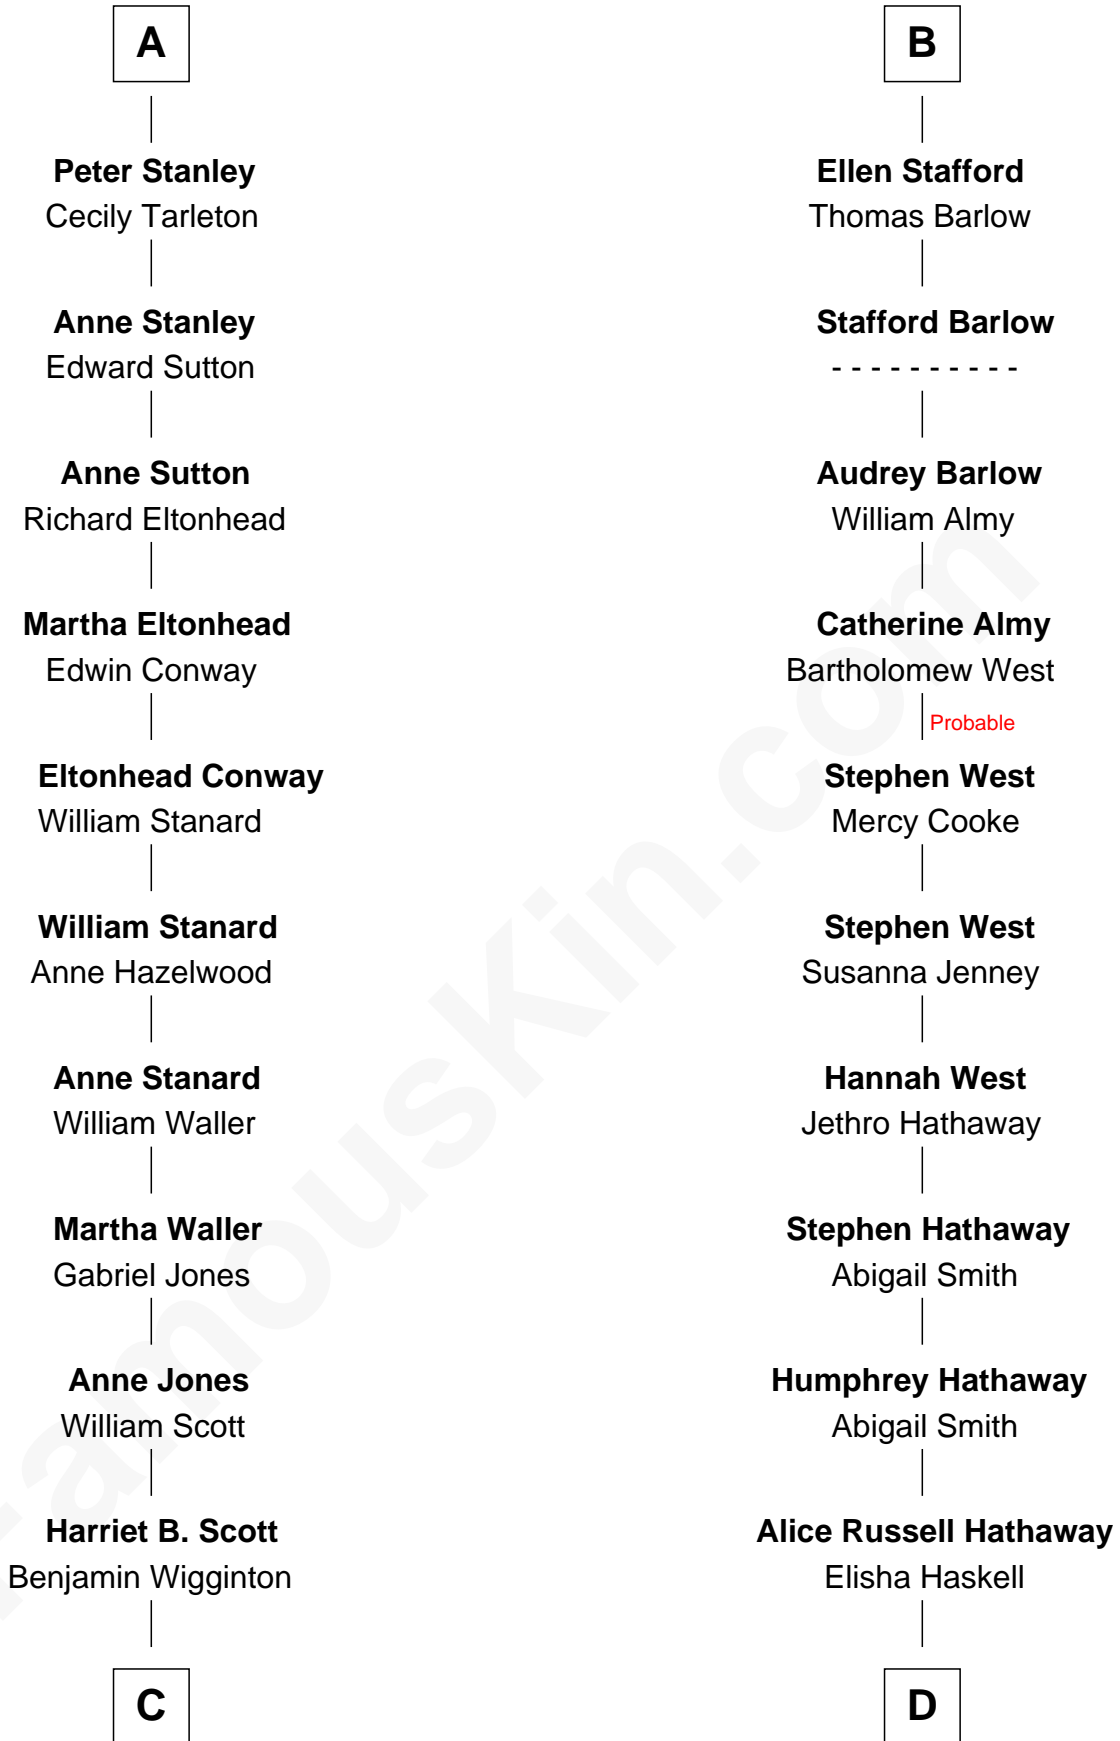 A
Peter Stanley
Cecily Tarleton
Anne Stanley
Edward Sutton
Anne Sutton
Richard Eltonhead
Martha Eltonhead
Edwin Conway
Eltonhead Conway
William Stanard
William Stanard
Anne Hazelwood
Anne Stanard
William Waller
Martha Waller
Gabriel Jones
Anne Jones
William Scott
Harriet B. Scott
Benjamin Wigginton
C
B
Ellen Stafford
Thomas Barlow
Stafford Barlow
- - - - - - - - - -
Audrey Barlow
William Almy
Catherine Almy
Bartholomew West
Probable
Stephen West
Mercy Cooke
Stephen West
Susanna Jenney
Hannah West
Jethro Hathaway
Stephen Hathaway
Abigail Smith
Humphrey Hathaway
Abigail Smith
Alice Russell Hathaway
Elisha Haskell
D
FamousKin.com